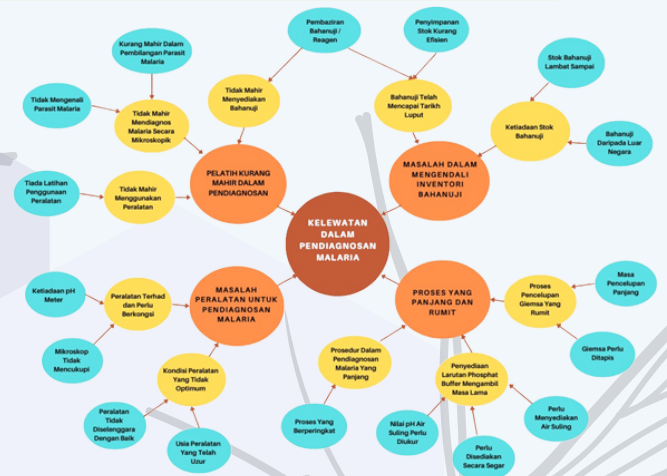 Kurang Mahir Dalam
Pembilangan Parasit
Malaria
Pembaziran
Bahanuji /
Reagen
Penyimpanan
Stok Kurang
Efisien
Stok Bahanuji
Lambat Sampai
Tidak Mengenali
Parasit Malaria
Tidak Mahir
Mendiagnos
Malaria Secara
Mikroskopik
Tidak Mahir
Menyediakan
Bahanuji
Bahanuji Telah
Mencapai Tarikh
Luput
Ketiadaan Stok
Bahanuji
Bahanuji
Daripada Luar
Negara
Tiada Latihan
Penggunaan
Peralatan
Tidak Mahir
Menggunakan
Peralatan
PELATIH KURANG
MAHIR DALAM
PENDIAGNOSAN
MASALAH DALAM
MENGENDALI
INVENTORI
BAHANUJI
KELEWATAN
DALAM
PENDIAGNOSAN
MALARIA
Ketiadaan pH
Meter
Peralatan Terhad
dan Perlu
Berkongsi
MASALAH
PERALATAN UNTUK
PENDIAGNOSAN
MALARIA
PROSES YANG
PANJANG DAN
RUMIT
Proses
Pencelupan
Giemsa Yang
Rumit
Masa
Pencelupan
Panjang
Mikroskop
Tidak
Mencukupi
Kondisi Peralatan
Yang Tidak
Optimum
Prosedur Dalam
Pendiagnosan
Malaria Yang
Panjang
Penyediaan
Larutan Phosphat
Buffer Mengambil
Masa Lama
Giemsa Perlu
Ditapis
Peralatan
Tidak
Diselenggara
Dengan Baik
Usia Peralatan
Yang Telah
Uzur
Proses Yang
Berperingkat
Nilai pH Air
Suling Perlu
Diukur
Perlu
Disediakan
Secara Segar
Perlu
Menyediakan
Air Suling